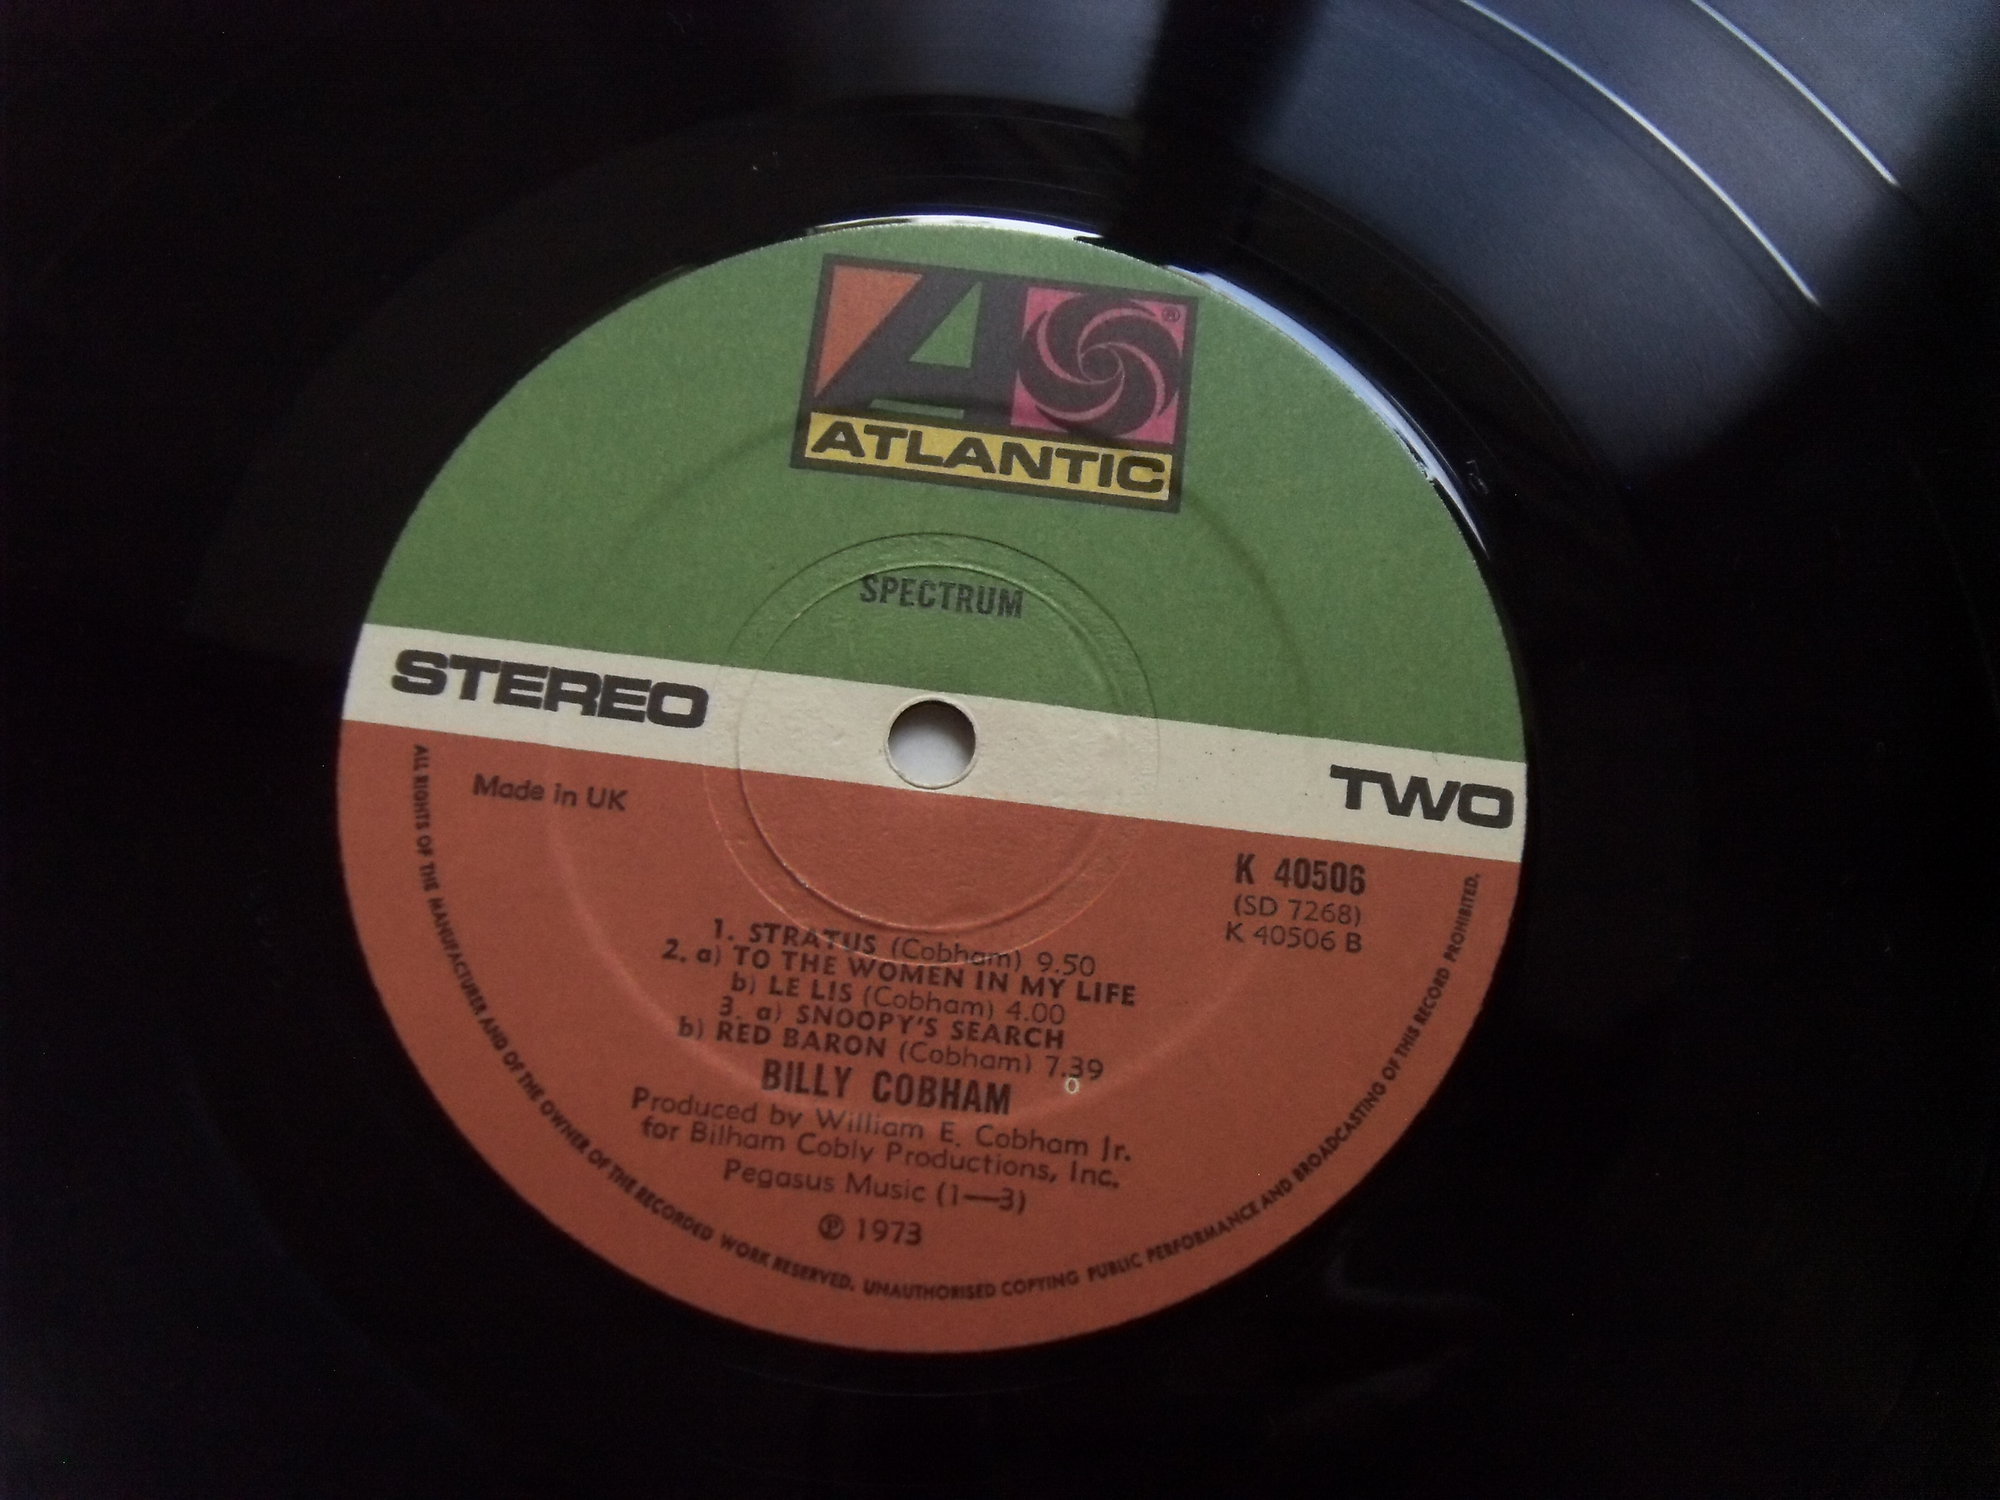 ATLANTIC
®
SPECTRUM
STEREO
TWO
Made in UK
K 40506
(SD 7268)
K 40506 B
1. STRATUS (Cobham) 9.50
2. a) TO THE WOMEN IN MY LIFE
b) LE LIS (Cobham) 4.00
3. a) SNOOPY'S SEARCH
b) RED BARON (Cobham) 7.39
BILLY COBHAM
Produced by William E. Cobham Jr.
for Bilham Cobly Productions, Inc.
Pegasus Music (1—3)
℗ 1973
ALL RIGHTS OF THE MANUFACTURER AND OF THE OWNER OF THE RECORDED WORK RESERVED. UNAUTHORISED COPYING PUBLIC PERFORMANCE AND BROADCASTING OF THIS RECORD PROHIBITED.